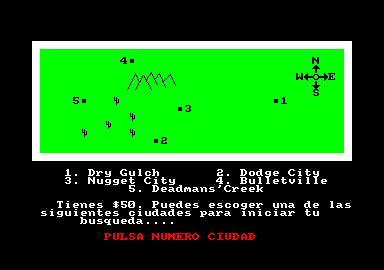 4
N
W E
S
5
1
3
2
1. Dry Gulch 2. Dodge City
3. Nugget City 4. Bulletville
5. Deadmans'Creek
Tienes $50. Puedes escoger una de las
siguientes ciudades para iniciar tu
busqueda....
PULSA NUMERO CIUDAD